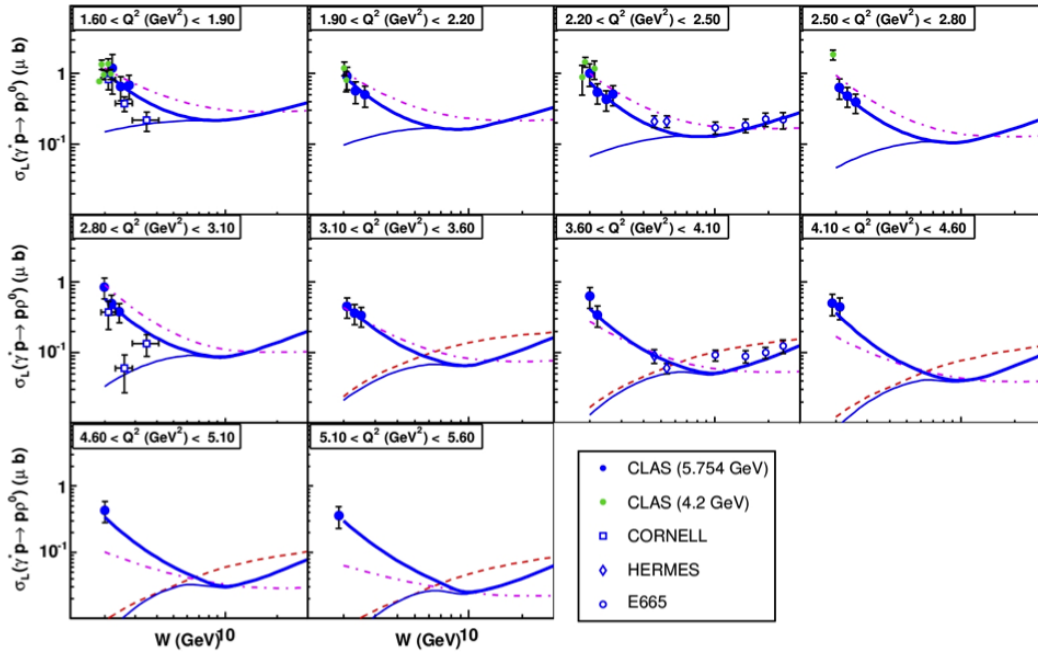 1.60 < Q² (GeV²) < 1.90
1.90 < Q² (GeV²) < 2.20
2.20 < Q² (GeV²) < 2.50
2.50 < Q² (GeV²) < 2.80
σL(γ* p→ pρ⁰) (μ b)
1
10⁻¹
2.80 < Q² (GeV²) < 3.10
3.10 < Q² (GeV²) < 3.60
3.60 < Q² (GeV²) < 4.10
4.10 < Q² (GeV²) < 4.60
σL(γ* p→ pρ⁰) (μ b)
1
10⁻¹
4.60 < Q² (GeV²) < 5.10
5.10 < Q² (GeV²) < 5.60
σL(γ* p→ pρ⁰) (μ b)
1
10⁻¹
CLAS (5.754 GeV)
CLAS (4.2 GeV)
CORNELL
HERMES
E665
W (GeV) 10
10
10
10